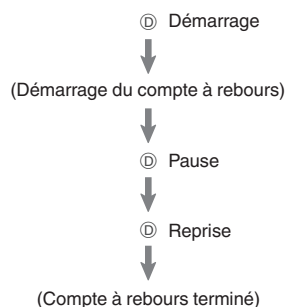 Ⓓ Démarrage
(Démarrage du compte à rebours)
Ⓓ Pause
Ⓓ Reprise
(Compte à rebours terminé)